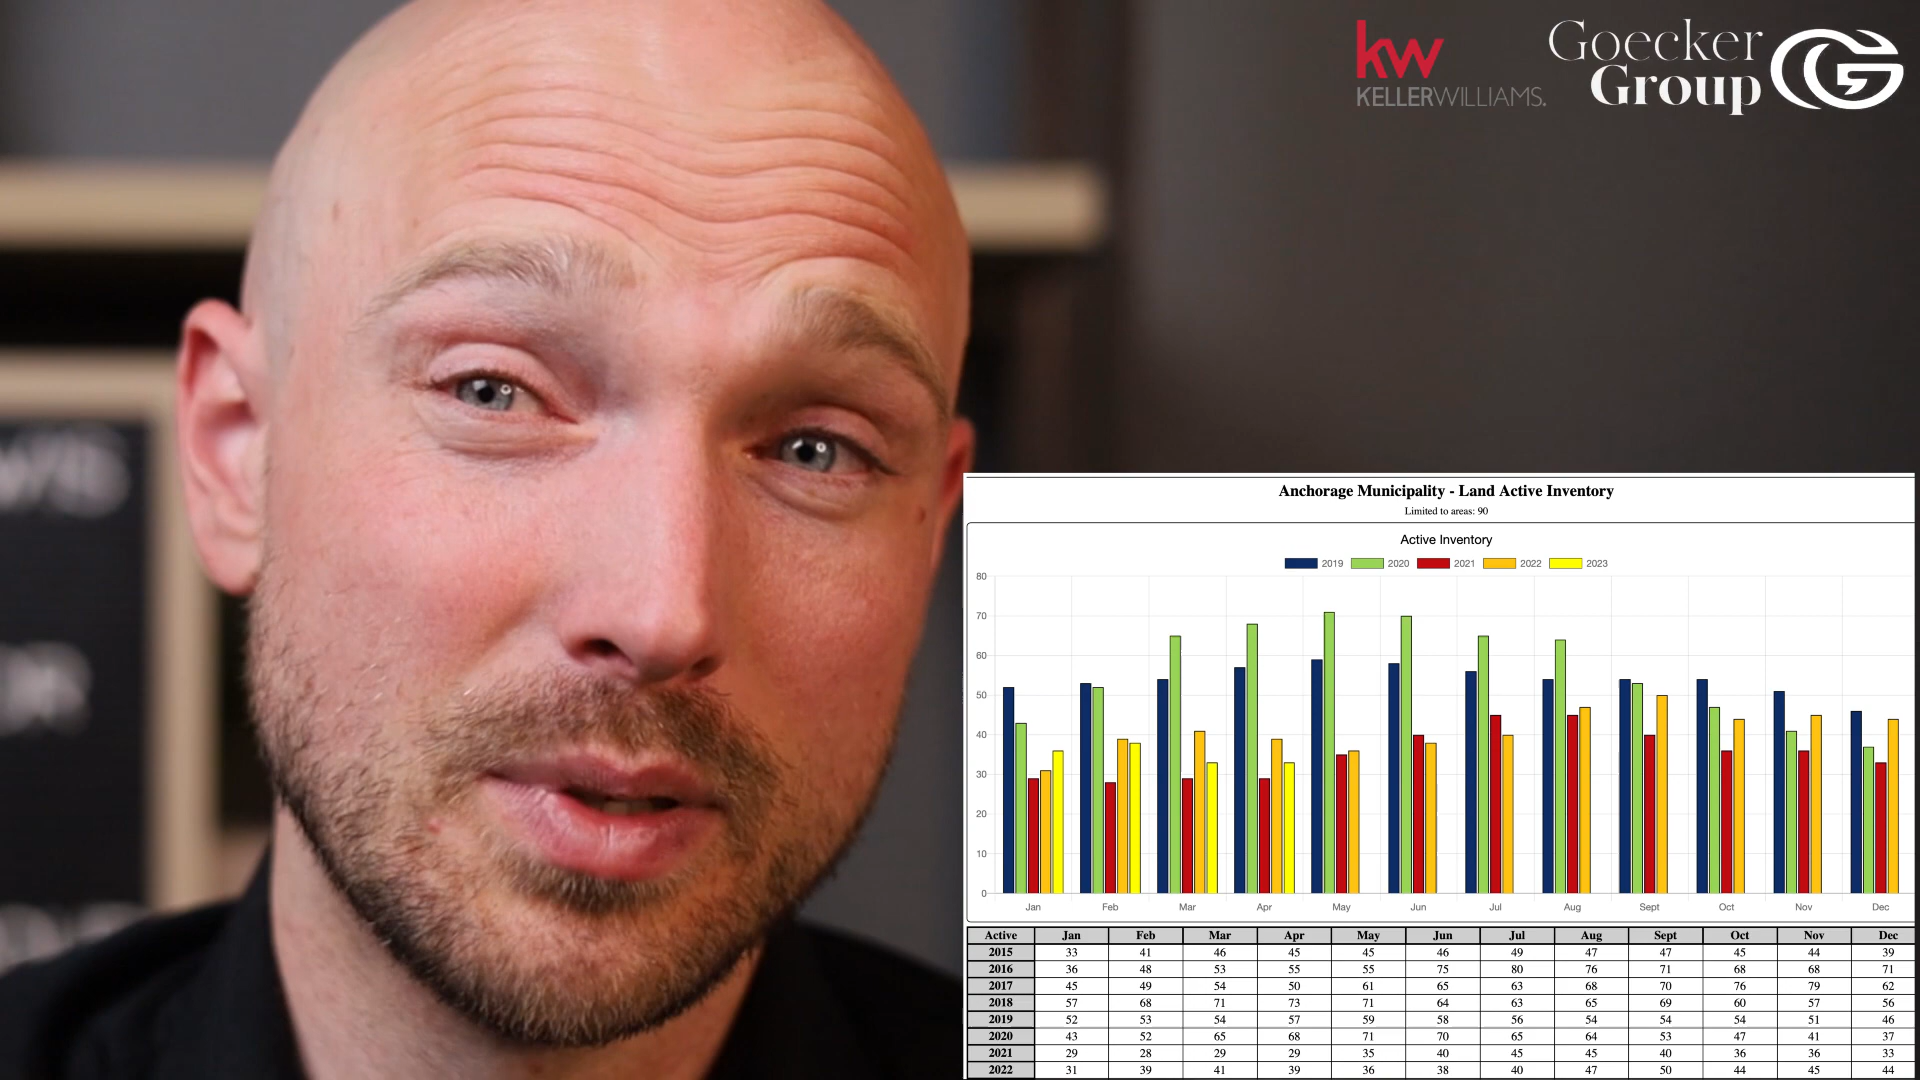 kw
KELLERWILLIAMS.
Goecker
Group
Anchorage Municipality - Land Active Inventory
Limited to areas: 90
Active Inventory
2019 2020 2021 2022 2023
80
70
60
50
40
30
20
10
0
Jan Feb Mar Apr May Jun Jul Aug Sept Oct Nov Dec
Active Jan Feb Mar Apr May Jun Jul Aug Sept Oct Nov Dec
2015 33 41 46 45 45 46 49 47 47 45 44 39
2016 36 48 53 55 55 75 80 76 71 68 68 71
2017 45 49 54 50 61 65 63 68 70 76 79 62
2018 57 68 71 73 71 64 63 65 69 60 57 56
2019 52 53 54 57 59 58 56 54 54 54 51 46
2020 43 52 65 68 71 70 65 64 53 47 41 37
2021 29 28 29 29 35 40 45 45 40 36 36 33
2022 31 39 41 39 36 38 40 47 50 44 45 44